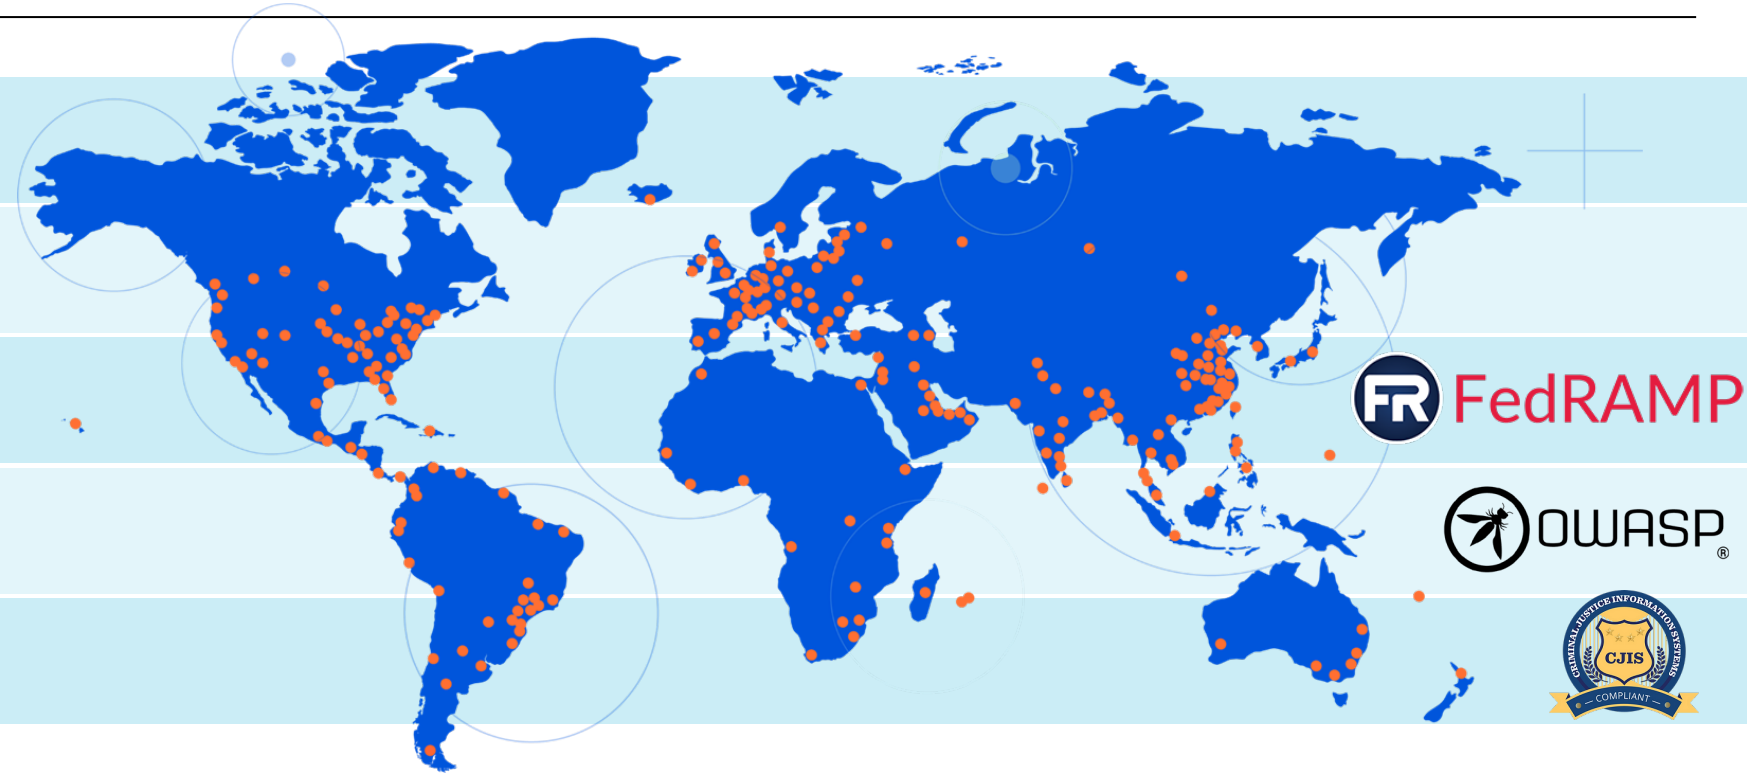 FR FedRAMP
OWASP®
CRIMINAL JUSTICE INFORMATION SYSTEMS
CJIS
— COMPLIANT —